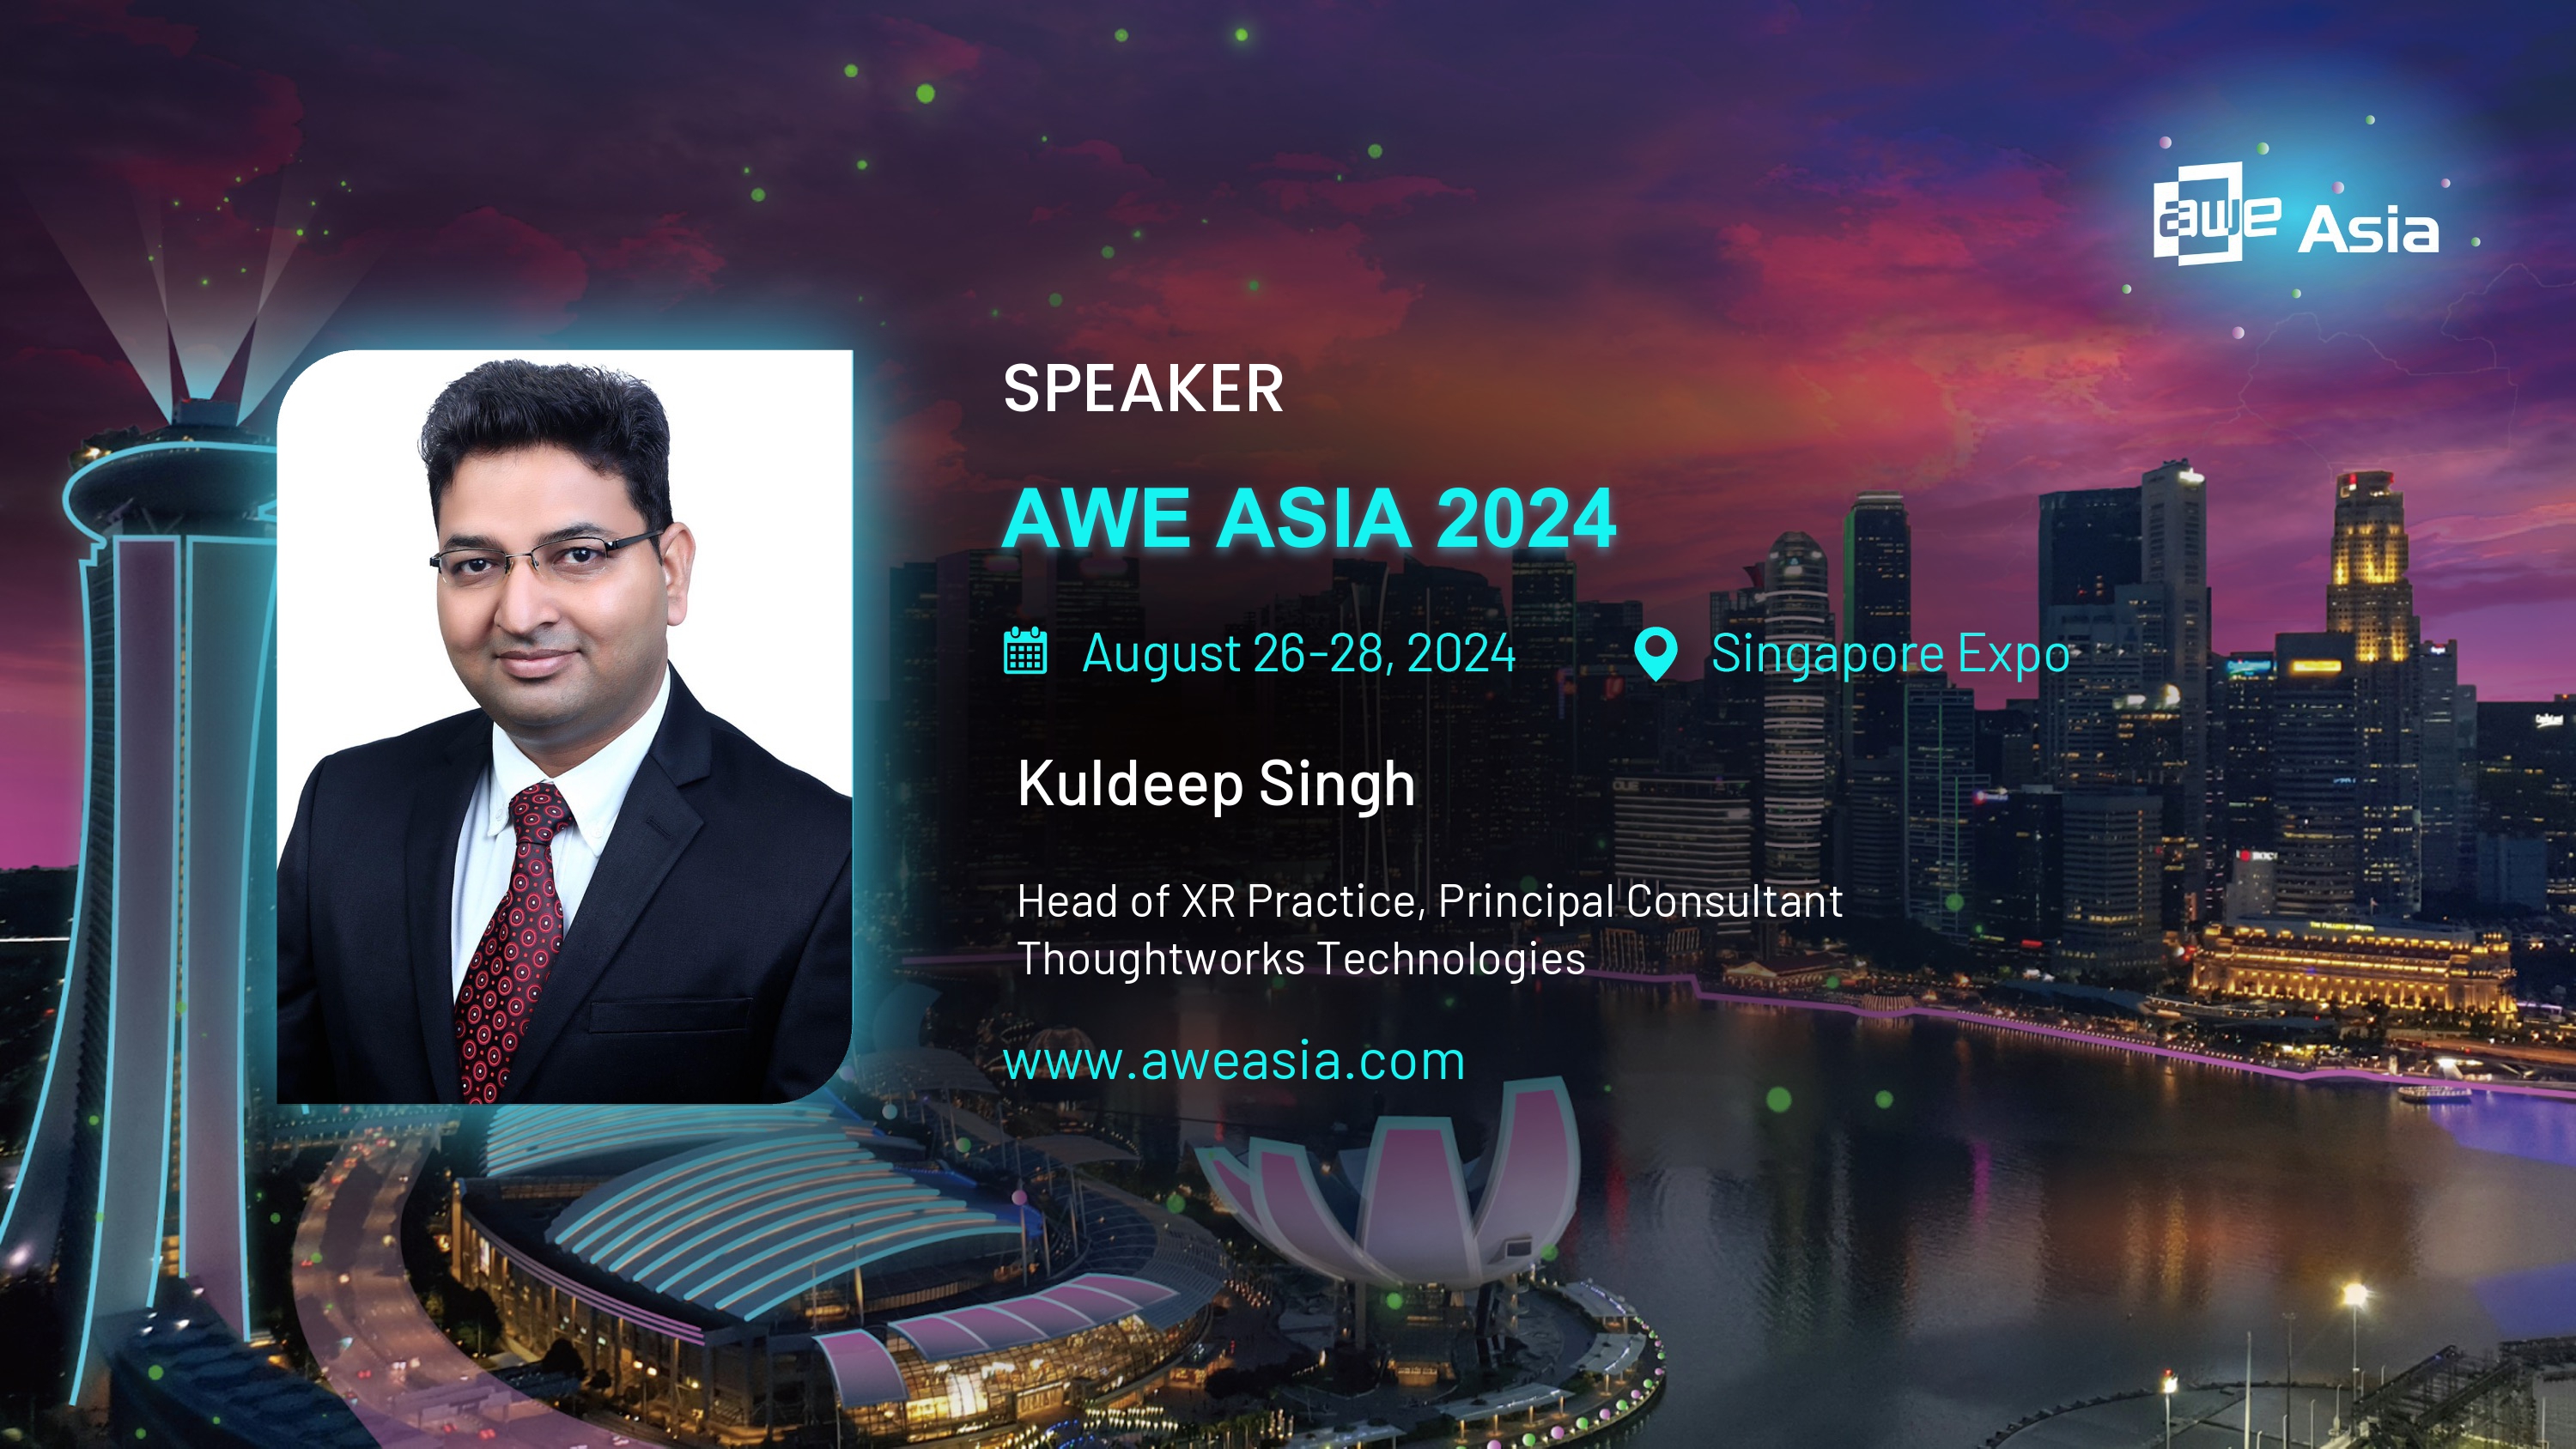 awe Asia
SPEAKER
AWE ASIA 2024
August 26-28, 2024
Singapore Expo
Kuldeep Singh
Head of XR Practice, Principal Consultant
Thoughtworks Technologies
www.aweasia.com